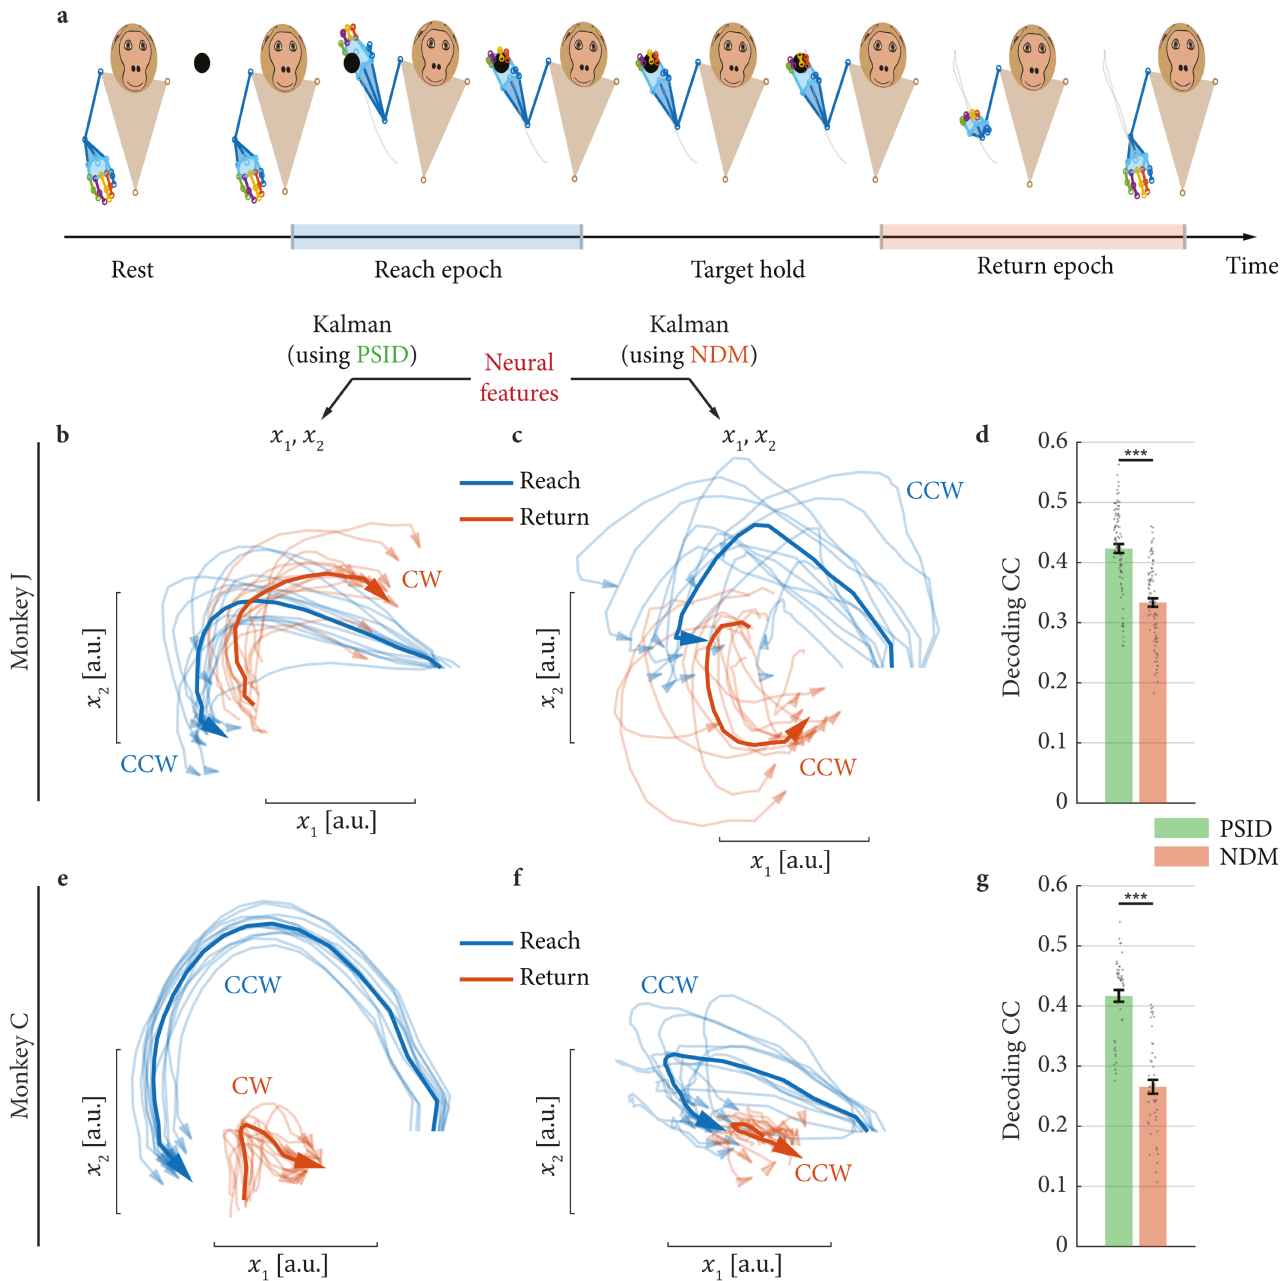 a
Rest
Reach epoch
Target hold
Return epoch
Time
Kalman
(using PSID)
Kalman
(using NDM)
Neural
features
Monkey J
b
x1, x2
c
x1, x2
Reach
Return
CW
CCW
x2 [a.u.]
x1 [a.u.]
CCW
CCW
x2 [a.u.]
x1 [a.u.]
d
***
Decoding CC
0.6
0.5
0.4
0.3
0.2
0.1
0
PSID
NDM
Monkey C
e
CCW
CW
x2 [a.u.]
x1 [a.u.]
f
Reach
Return
CCW
CCW
x2 [a.u.]
x1 [a.u.]
g
***
Decoding CC
0.6
0.5
0.4
0.3
0.2
0.1
0